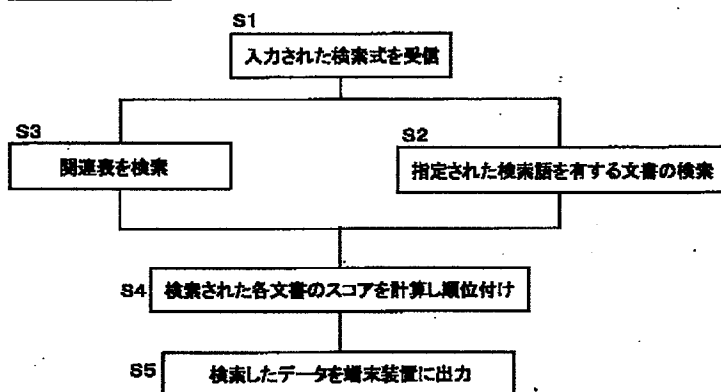 S1
入力された検索式を受信
S3
関連表を検索
S2
指定された検索語を有する文書の検索
S4 検索された各文書のスコアを計算し順位付け
S5 検索したデータを端末装置に出力